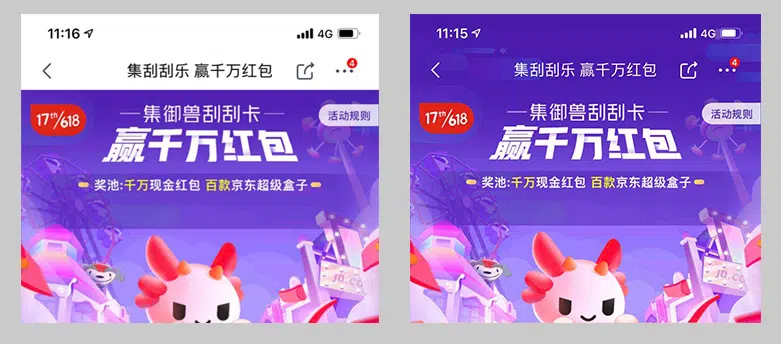 11:16
4G
集刮刮乐 赢千万红包
4
17th/618
集御兽刮刮卡
活动规则
赢千万红包
奖池:千万现金红包 百款京东超级盒子
11:15
4G
集刮刮乐 赢千万红包
4
17th/618
集御兽刮刮卡
活动规则
赢千万红包
奖池:千万现金红包 百款京东超级盒子
JD.CO